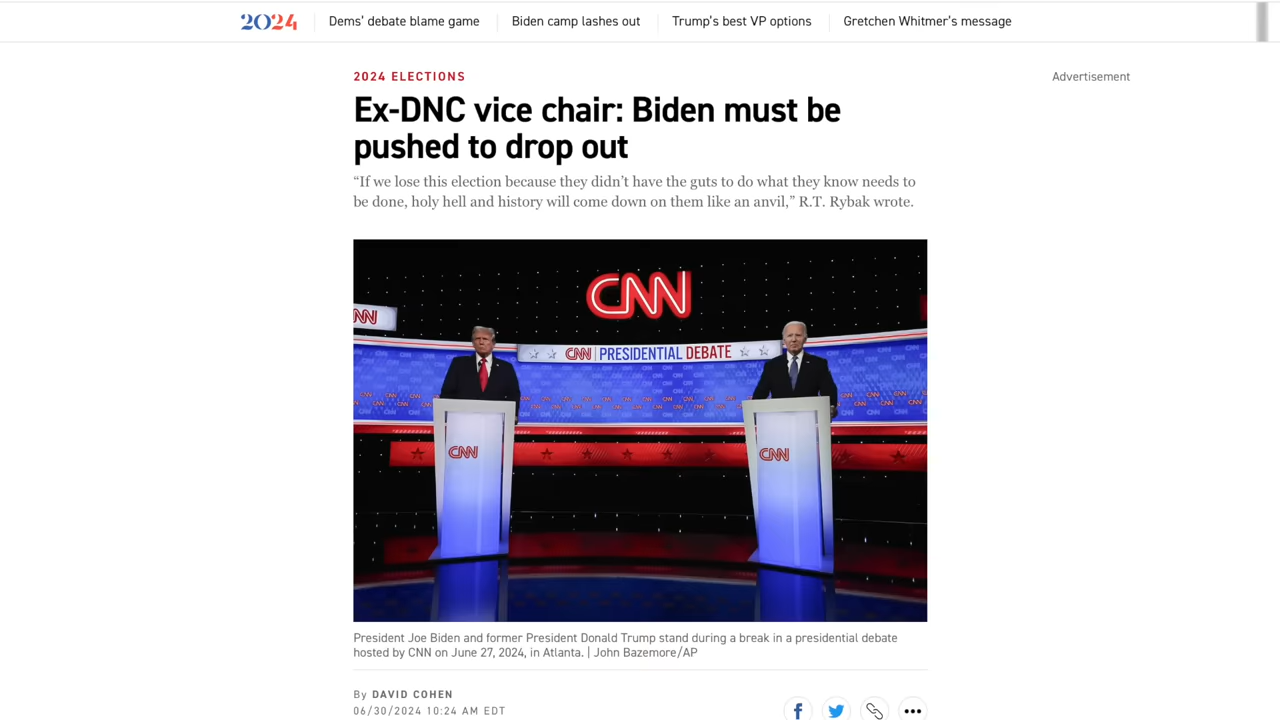 2024
Dems' debate blame game
Biden camp lashes out
Trump's best VP options
Gretchen Whitmer's message
2024 ELECTIONS
Advertisement
Ex-DNC vice chair: Biden must be
pushed to drop out
“If we lose this election because they didn’t have the guts to do what they know needs to
be done, holy hell and history will come down on them like an anvil,” R.T. Rybak wrote.
CNN
NN
CNN | PRESIDENTIAL DEBATE
CNN
CNN
President Joe Biden and former President Donald Trump stand during a break in a presidential debate
hosted by CNN on June 27, 2024, in Atlanta. | John Bazemore/AP
By DAVID COHEN
06/30/2024 10:24 AM EDT